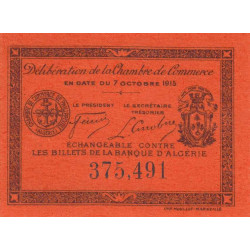 Délibération de la Chambre de Commerce
EN DATE DU 7 OCTOBRE 1915
LE PRÉSIDENT LE SECRÉTAIRE
TRÉSORIER
ÉCHANGEABLE CONTRE
LES BILLETS DE LA BANQUE D'ALGÉRIE
375,491